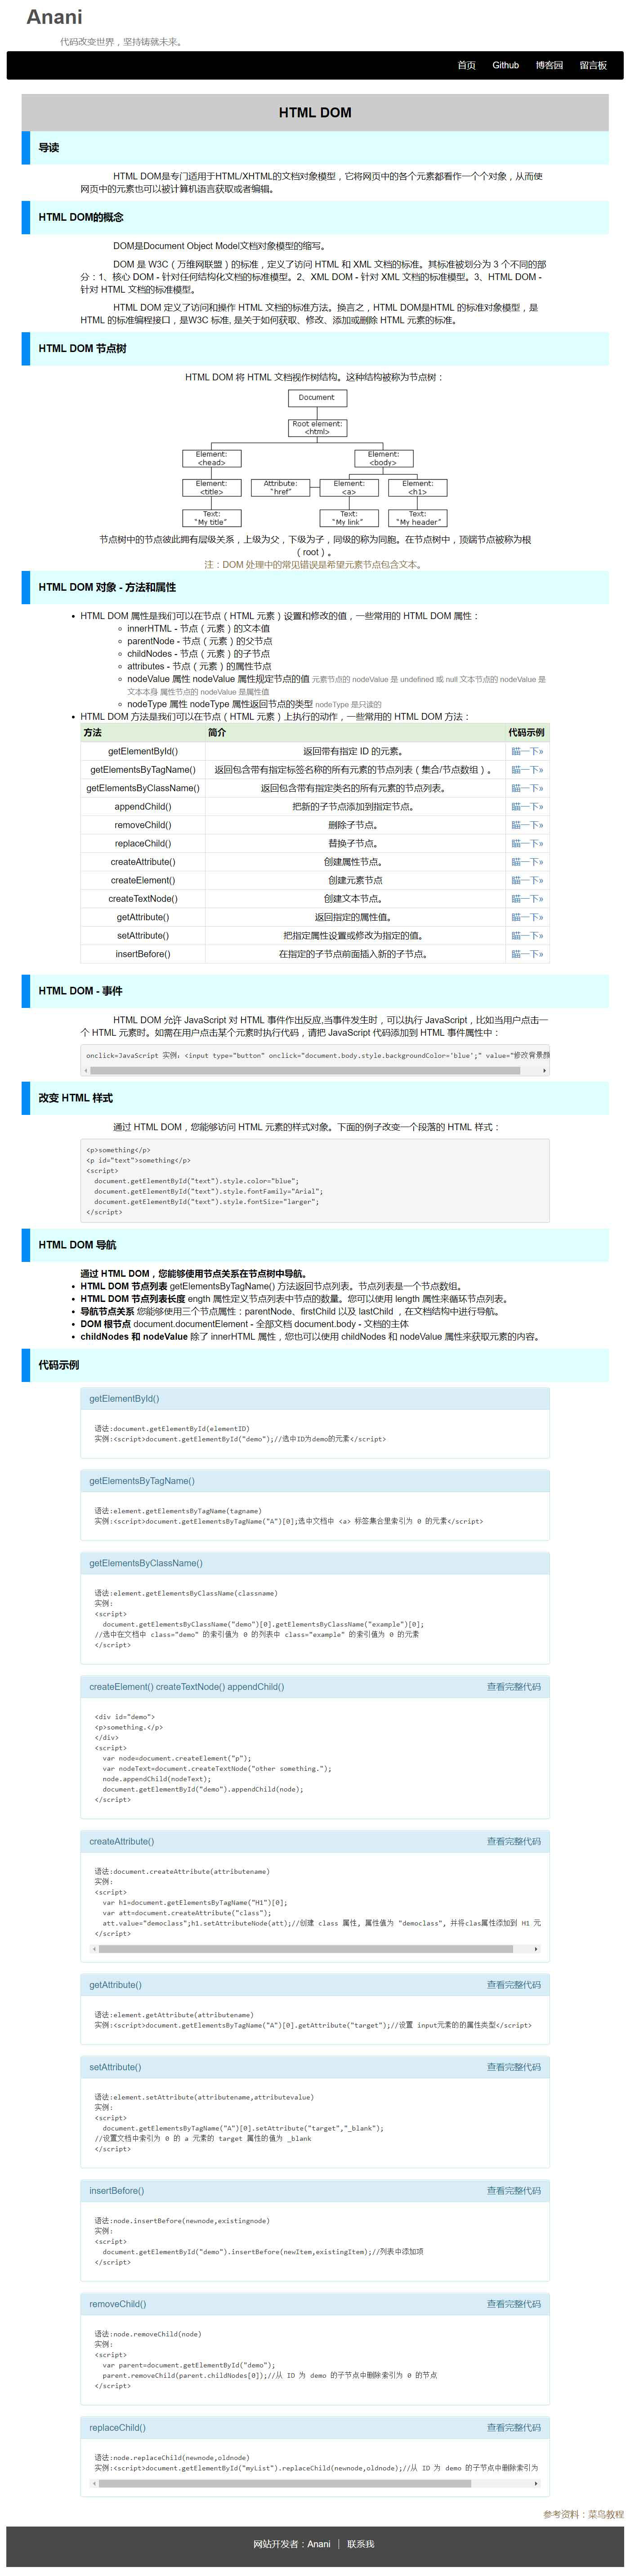 Anani
代码改变世界，坚持铸就未来。
首页 Github 博客园 留言板
HTML DOM
导读
HTML DOM是专门适用于HTML/XHTML的文档对象模型，它将网页中的各个元素都看作一个个对象，从而使
网页中的元素也可以被计算机语言获取或者编辑。
HTML DOM的概念
DOM是Document Object Model文档对象模型的缩写。
DOM 是 W3C（万维网联盟）的标准，定义了访问 HTML 和 XML 文档的标准。其标准被划分为 3 个不同的部
分：1、核心 DOM - 针对任何结构化文档的标准模型。2、XML DOM - 针对 XML 文档的标准模型。3、HTML DOM -
针对 HTML 文档的标准模型。
HTML DOM 定义了访问和操作 HTML 文档的标准方法。换言之，HTML DOM是HTML 的标准对象模型，是
HTML 的标准编程接口，是W3C 标准, 是关于如何获取、修改、添加或删除 HTML 元素的标准。
HTML DOM 节点树
HTML DOM 将 HTML 文档视作树结构。这种结构被称为节点树：
Document
Root element:
<html>
Element: Element:
<head> <body>
Element: Attribute: Element: Element:
<title> "href" <a> <h1>
Text: Text: Text:
"My title" "My link" "My header"
节点树中的节点彼此拥有层级关系，上级为父，下级为子，同级的称为同胞。在节点树中，顶端节点被称为根
（root）。
注：DOM 处理中的常见错误是希望元素节点包含文本。
HTML DOM 对象 - 方法和属性
• HTML DOM 属性是我们可以在节点（HTML 元素）设置和修改的值，一些常用的 HTML DOM 属性：
○ innerHTML - 节点（元素）的文本值
○ parentNode - 节点（元素）的父节点
○ childNodes - 节点（元素）的子节点
○ attributes - 节点（元素）的属性节点
○ nodeValue 属性 nodeValue 属性规定节点的值 元素节点的 nodeValue 是 undefined 或 null 文本节点的 nodeValue 是
文本本身 属性节点的 nodeValue 是属性值
○ nodeType 属性 nodeType 属性返回节点的类型 nodeType 是只读的
• HTML DOM 方法是我们可以在节点（HTML 元素）上执行的动作，一些常用的 HTML DOM 方法：
方法 简介 代码示例
getElementById() 返回带有指定 ID 的元素。 瞄一下»
getElementsByTagName() 返回包含带有指定标签名称的所有元素的节点列表（集合/节点数组）。 瞄一下»
getElementsByClassName() 返回包含带有指定类名的所有元素的节点列表。 瞄一下»
appendChild() 把新的子节点添加到指定节点。 瞄一下»
removeChild() 删除子节点。 瞄一下»
replaceChild() 替换子节点。 瞄一下»
createAttribute() 创建属性节点。 瞄一下»
createElement() 创建元素节点 瞄一下»
createTextNode() 创建文本节点。 瞄一下»
getAttribute() 返回指定的属性值。 瞄一下»
setAttribute() 把指定属性设置或修改为指定的值。 瞄一下»
insertBefore() 在指定的子节点前面插入新的子节点。 瞄一下»
HTML DOM - 事件
HTML DOM 允许 JavaScript 对 HTML 事件作出反应,当事件发生时，可以执行 JavaScript，比如当用户点击一
个 HTML 元素时。如需在用户点击某个元素时执行代码，请把 JavaScript 代码添加到 HTML 事件属性中：
onclick=JavaScript 实例：<input type="button" onclick="document.body.style.backgroundColor='blue';" value="修改背景颜
改变 HTML 样式
通过 HTML DOM，您能够访问 HTML 元素的样式对象。下面的例子改变一个段落的 HTML 样式：
<p>something</p>
<p id="text">something</p>
<script>
document.getElementById("text").style.color="blue";
document.getElementById("text").style.fontFamily="Arial";
document.getElementById("text").style.fontSize="larger";
</script>
HTML DOM 导航
通过 HTML DOM，您能够使用节点关系在节点树中导航。
• HTML DOM 节点列表 getElementsByTagName() 方法返回节点列表。节点列表是一个节点数组。
• HTML DOM 节点列表长度 ength 属性定义节点列表中节点的数量。您可以使用 length 属性来循环节点列表。
• 导航节点关系 您能够使用三个节点属性：parentNode、firstChild 以及 lastChild ，在文档结构中进行导航。
• DOM 根节点 document.documentElement - 全部文档 document.body - 文档的主体
• childNodes 和 nodeValue 除了 innerHTML 属性，您也可以使用 childNodes 和 nodeValue 属性来获取元素的内容。
代码示例
getElementById()
语法:document.getElementById(elementID)
实例:<script>document.getElementById("demo");//选中ID为demo的元素</script>
getElementsByTagName()
语法:element.getElementsByTagName(tagname)
实例:<script>document.getElementsByTagName("A")[0];选中文档中 <a> 标签集合里索引为 0 的元素</script>
getElementsByClassName()
语法:element.getElementsByClassName(classname)
实例:
<script>
document.getElementsByClassName("demo")[0].getElementsByClassName("example")[0];
//选中在文档中 class="demo" 的索引值为 0 的列表中 class="example" 的索引值为 0 的元素
</script>
createElement() createTextNode() appendChild() 查看完整代码
<div id="demo">
<p>something.</p>
</div>
<script>
var node=document.createElement("p");
var nodeText=document.createTextNode("other something.");
node.appendChild(nodeText);
document.getElementById("demo").appendChild(node);
</script>
createAttribute() 查看完整代码
语法:document.createAttribute(attributename)
实例:
<script>
var h1=document.getElementsByTagName("H1")[0];
var att=document.createAttribute("class");
att.value="democlass";h1.setAttributeNode(att);//创建 class 属性, 属性值为 "democlass", 并将clas属性添加到 H1 元
</script>
getAttribute() 查看完整代码
语法:element.getAttribute(attributename)
实例:<script>document.getElementsByTagName("A")[0].getAttribute("target");//设置 input元素的的属性类型</script>
setAttribute() 查看完整代码
语法:element.setAttribute(attributename,attributevalue)
实例:
<script>
document.getElementsByTagName("A")[0].setAttribute("target","_blank");
//设置文档中索引为 0 的 a 元素的 target 属性的值为 _blank
</script>
insertBefore() 查看完整代码
语法:node.insertBefore(newnode,existingnode)
实例:
<script>
document.getElementById("demo").insertBefore(newItem,existingItem);//列表中添加项
</script>
removeChild() 查看完整代码
语法:node.removeChild(node)
实例:
<script>
var parent=document.getElementById("demo");
parent.removeChild(parent.childNodes[0]);//从 ID 为 demo 的子节点中删除索引为 0 的节点
</script>
replaceChild() 查看完整代码
语法:node.replaceChild(newnode,oldnode)
实例:<script>document.getElementById("myList").replaceChild(newnode,oldnode);//从 ID 为 demo 的子节点中删除索引为
参考资料：菜鸟教程
网站开发者：Anani | 联系我